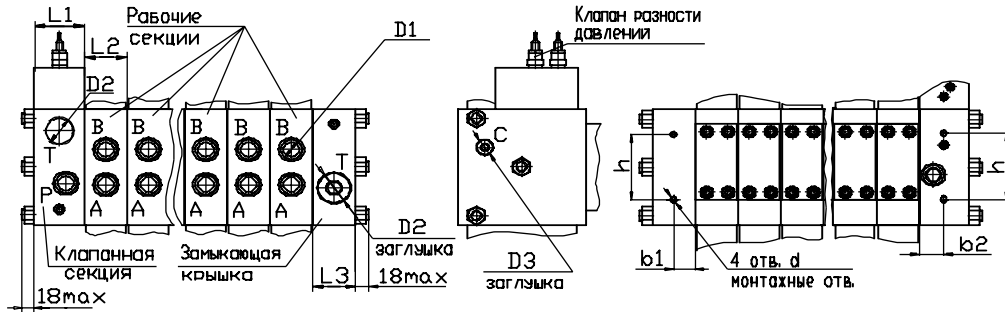 L1
Рабочие
секции
L2
D1
D2
B
B
B
B
B
T
T
P
A
A
A
A
A
Клапанная
секция
Замыкающая
крышка
D2
заглушка
L3
18max
18max
Клапан разности
давлений
C
D3
заглушка
h
h
b1
b2
4 отв. d
монтажные отв.